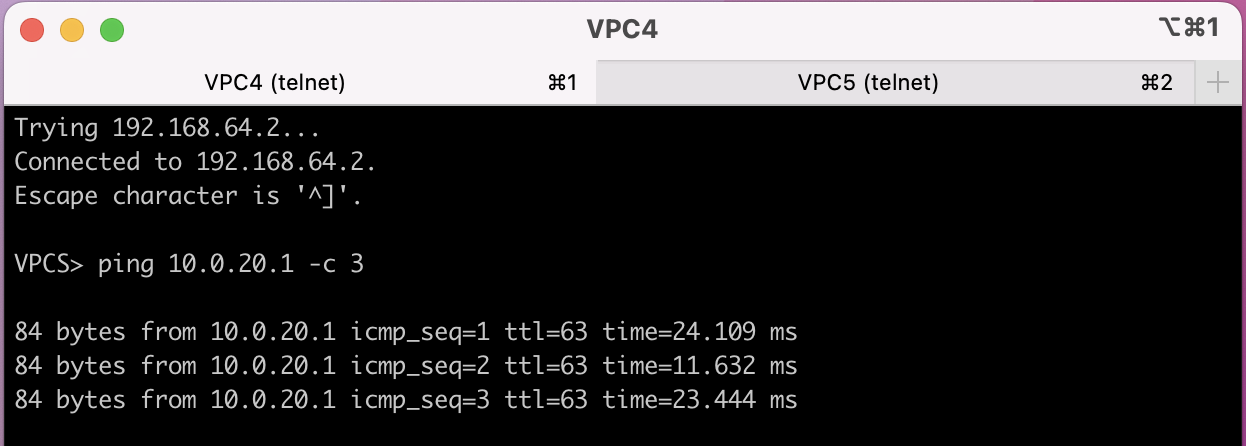 VPC4
⌥⌘1
VPC4 (telnet) ⌘1
VPC5 (telnet) ⌘2
Trying 192.168.64.2...
Connected to 192.168.64.2.
Escape character is '^]'.
VPCS> ping 10.0.20.1 -c 3
84 bytes from 10.0.20.1 icmp_seq=1 ttl=63 time=24.109 ms
84 bytes from 10.0.20.1 icmp_seq=2 ttl=63 time=11.632 ms
84 bytes from 10.0.20.1 icmp_seq=3 ttl=63 time=23.444 ms